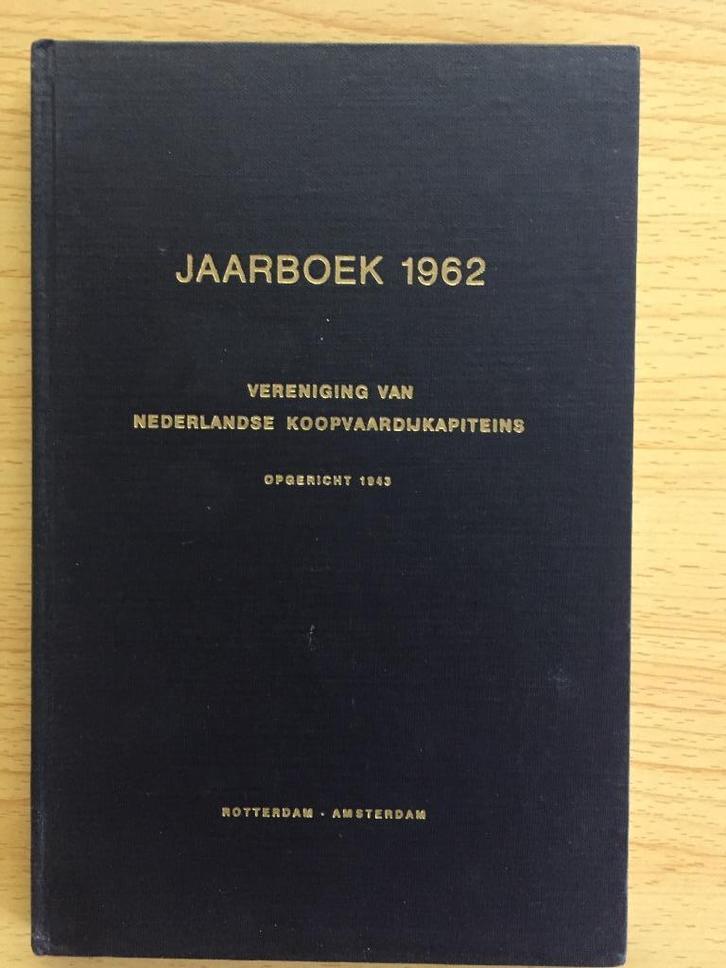 JAARBOEK 1962
VERENIGING VAN
NEDERLANDSE KOOPVAARDIJKAPITEINS
OPGERICHT 1943
ROTTERDAM - AMSTERDAM